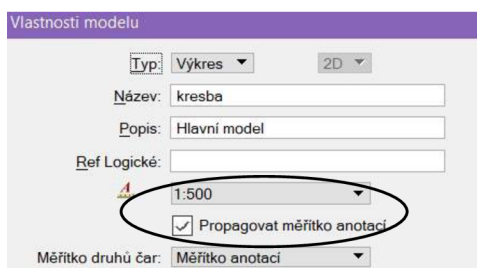 Vlastnosti modelu
Typ: Výkres 2D
Název: kresba
Popis: Hlavní model
Ref Logické:
1:500
Propagovat měřítko anotací
Měřítko druhů čar: Měřítko anotací